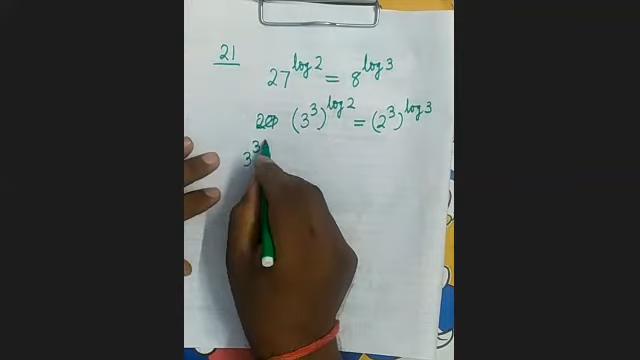 21
27^log 2 = 8^log 3
(3^3)^log 2 = (2^3)^log 3
3^3